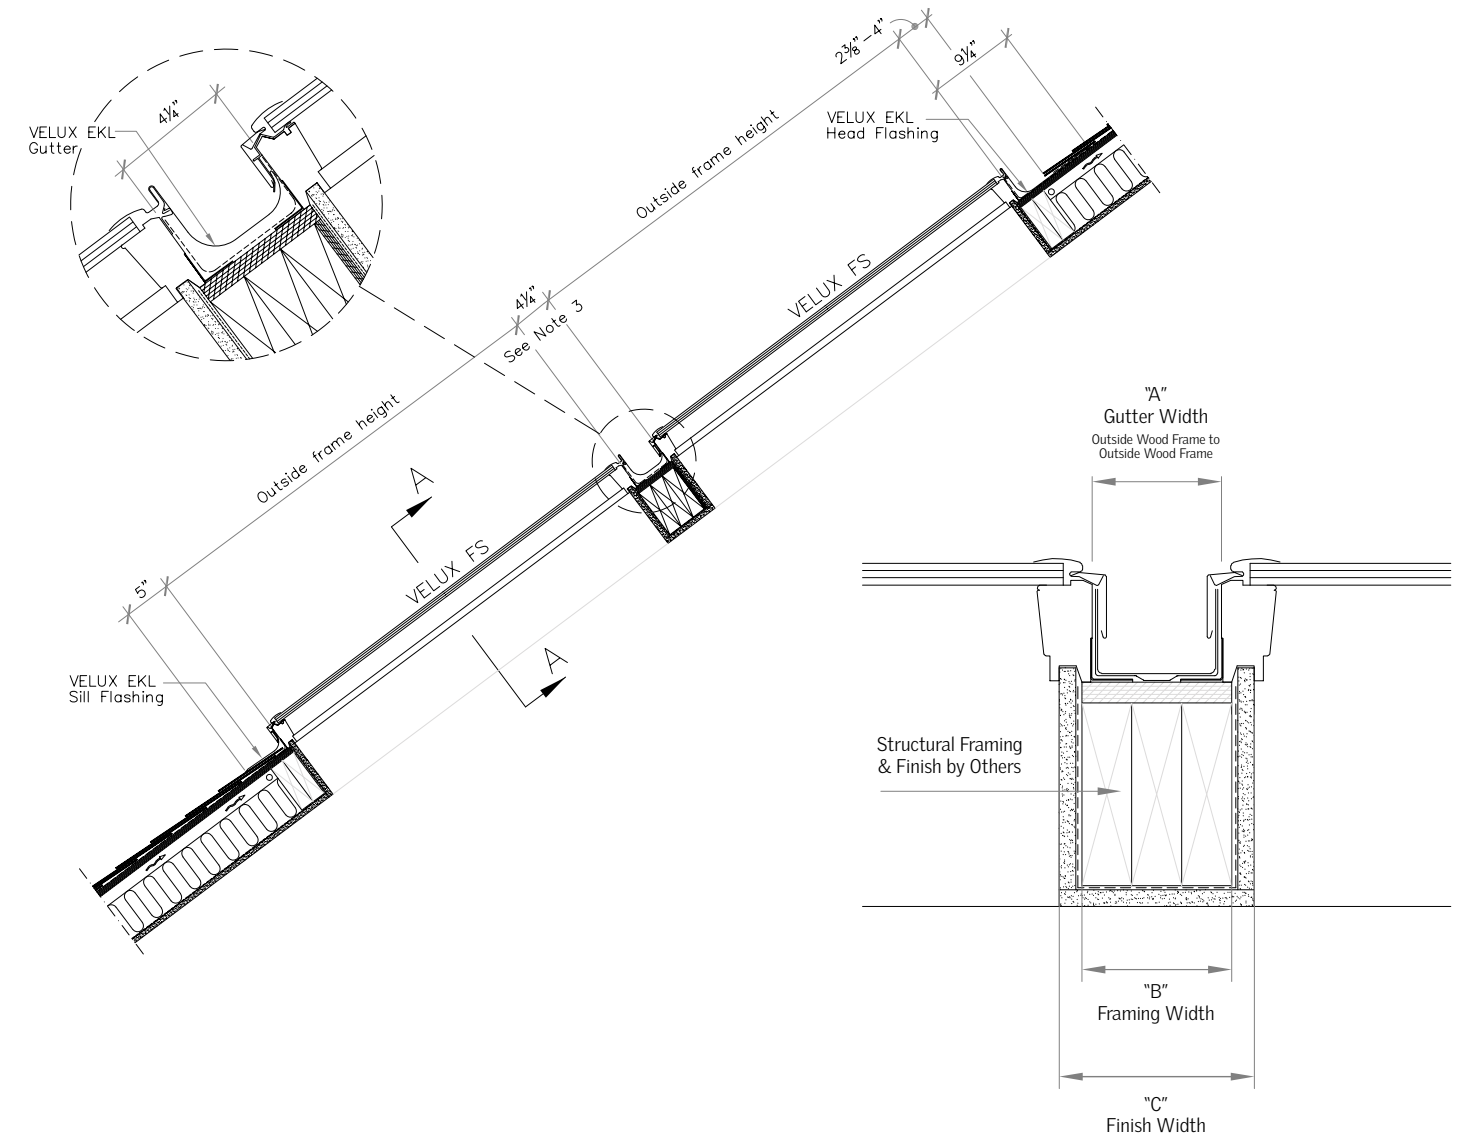 4¼”
VELUX EKL
Gutter
2⅜”–4”
9¼”
VELUX EKL
Head Flashing
Outside frame height
VELUX FS
4¼”
See Note 3
Outside frame height
A
VELUX FS
5”
A
VELUX EKL
Sill Flashing
“A”
Gutter Width
Outside Wood Frame to
Outside Wood Frame
Structural Framing
& Finish by Others
“B”
Framing Width
“C”
Finish Width